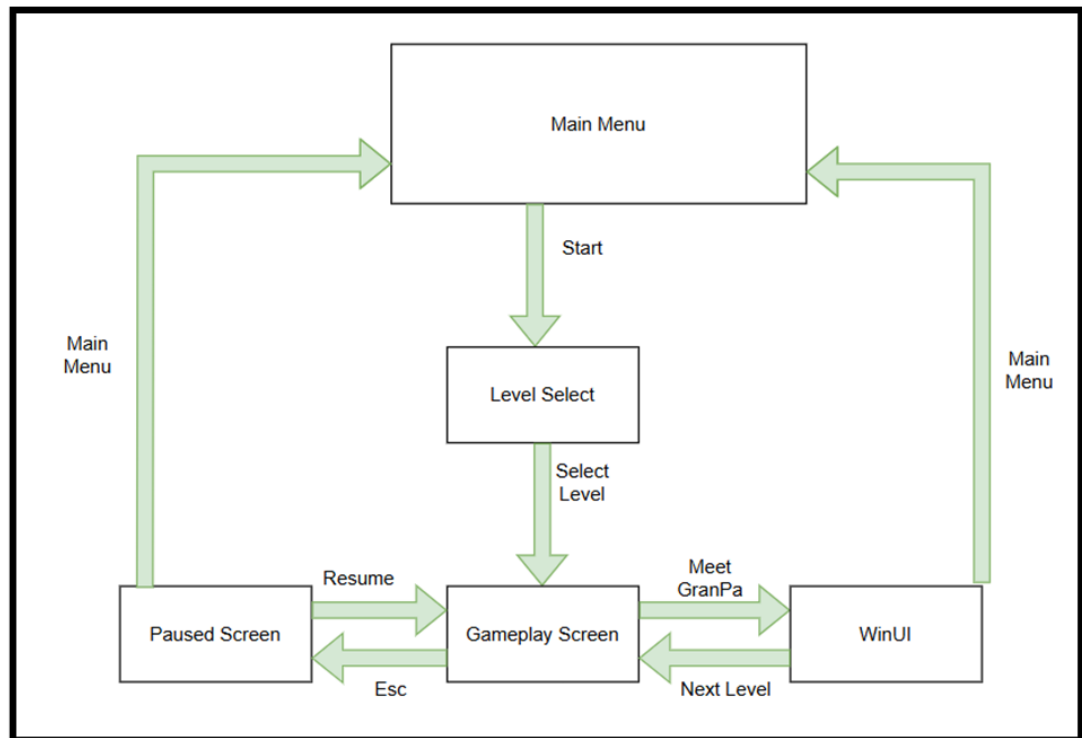 Main Menu
Start
Main
Menu
Main
Menu
Level Select
Select
Level
Resume
Meet
GranPa
Paused Screen
Gameplay Screen
WinUI
Esc
Next Level